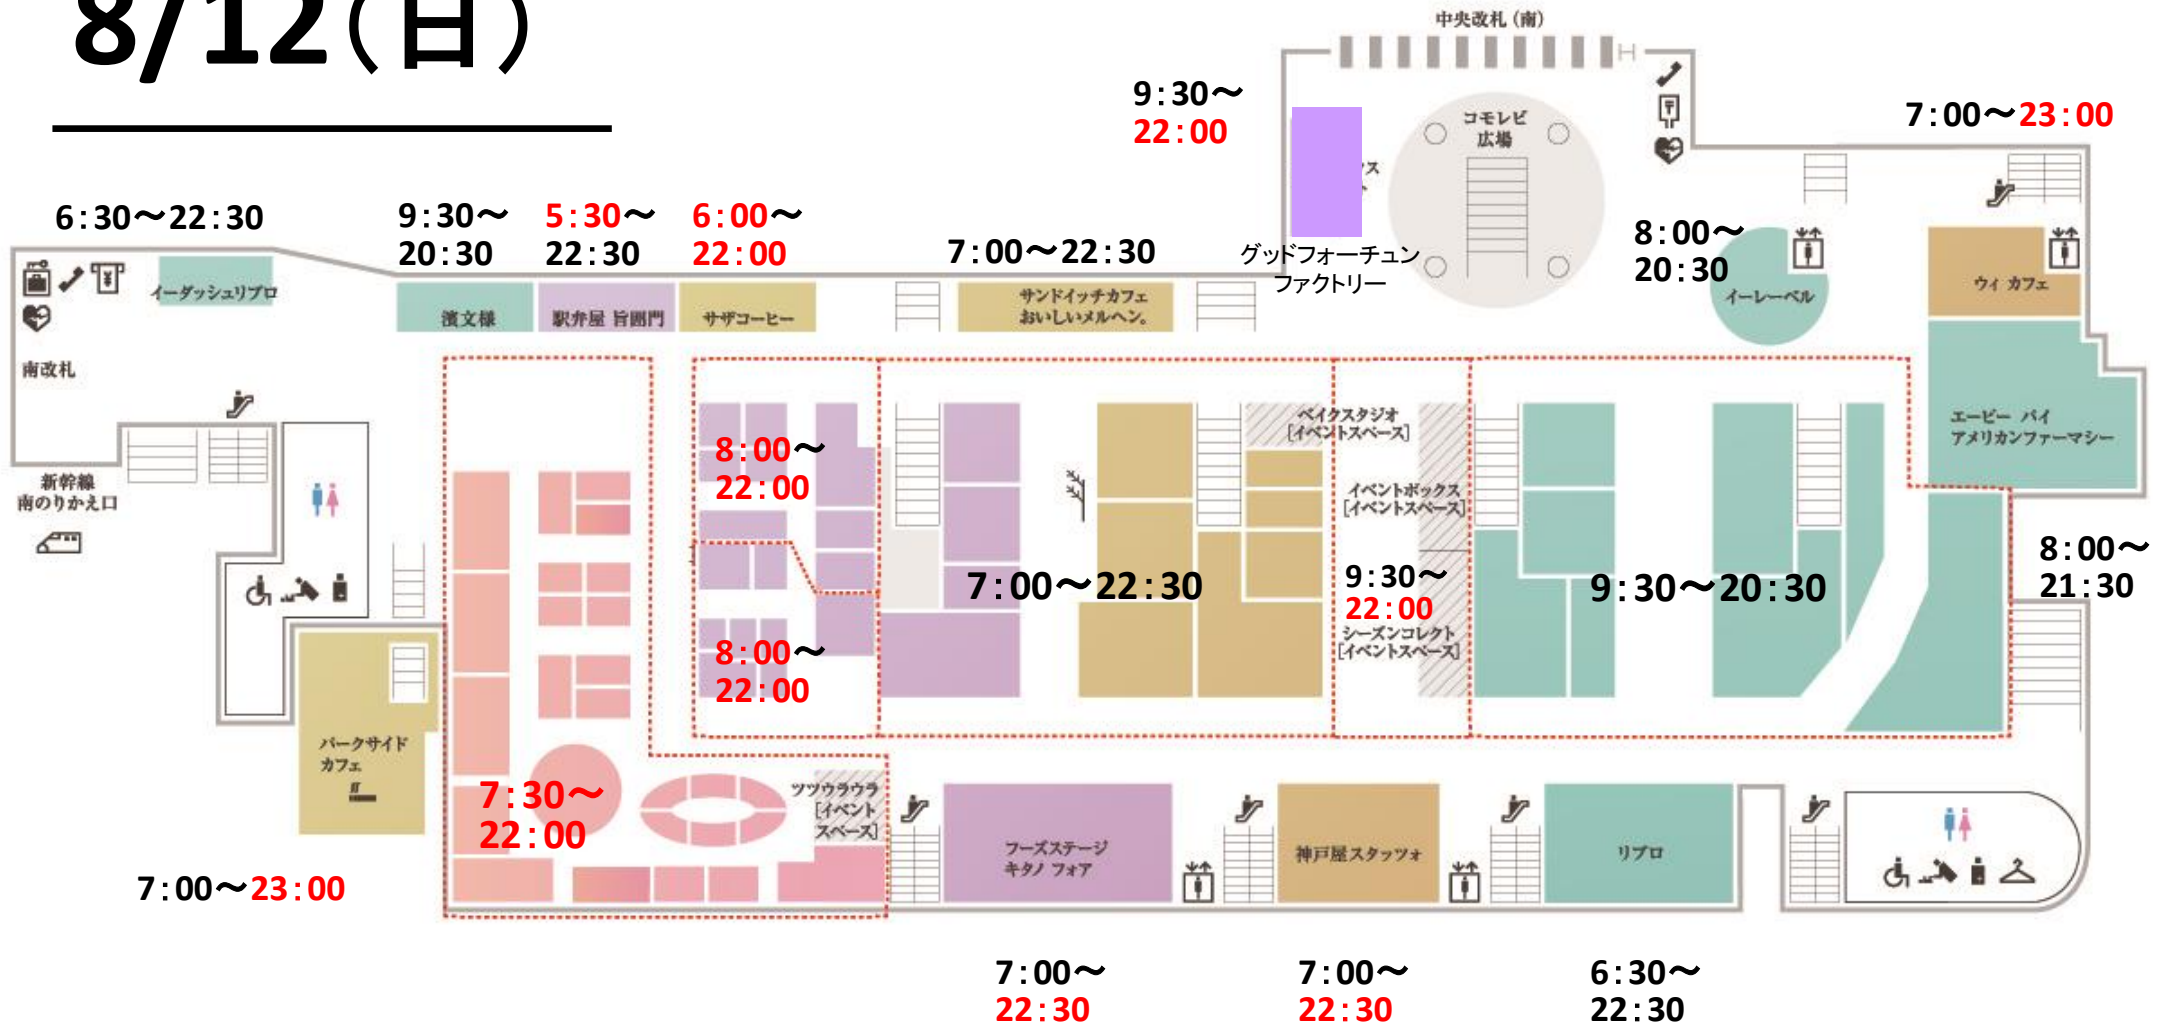 8/12(日)
中央改札 (南)
9:30～
22:00
コモレビ
広場
7:00～23:00
ス
6:30～22:30
9:30～
20:30
5:30～
22:30
6:00～
22:00
7:00～22:30
グッドフォーチュン
ファクトリー
8:00～
20:30
イーダッシュリブロ
濱文様
駅弁屋 旨囲門
サザコーヒー
サンドイッチカフェ
おいしいメルヘン。
イーレーベル
ウィ カフェ
南改札
新幹線
南のりかえ口
8:00～
22:00
ベイクスタジオ
[イベントスペース]
イベントボックス
[イベントスペース]
エービー パイ
アメリカンファーマシー
7:00～22:30
9:30～
22:00
シーズンコレクト
[イベントスペース]
9:30～20:30
8:00～
21:30
8:00～
22:00
パークサイド
カフェ
7:30～
22:00
ツヅウラウラ
[イベント
スペース]
フーズステージ
キタノ フォア
神戸屋スタッツォ
リブロ
7:00～23:00
7:00～
22:30
7:00～
22:30
6:30～
22:30